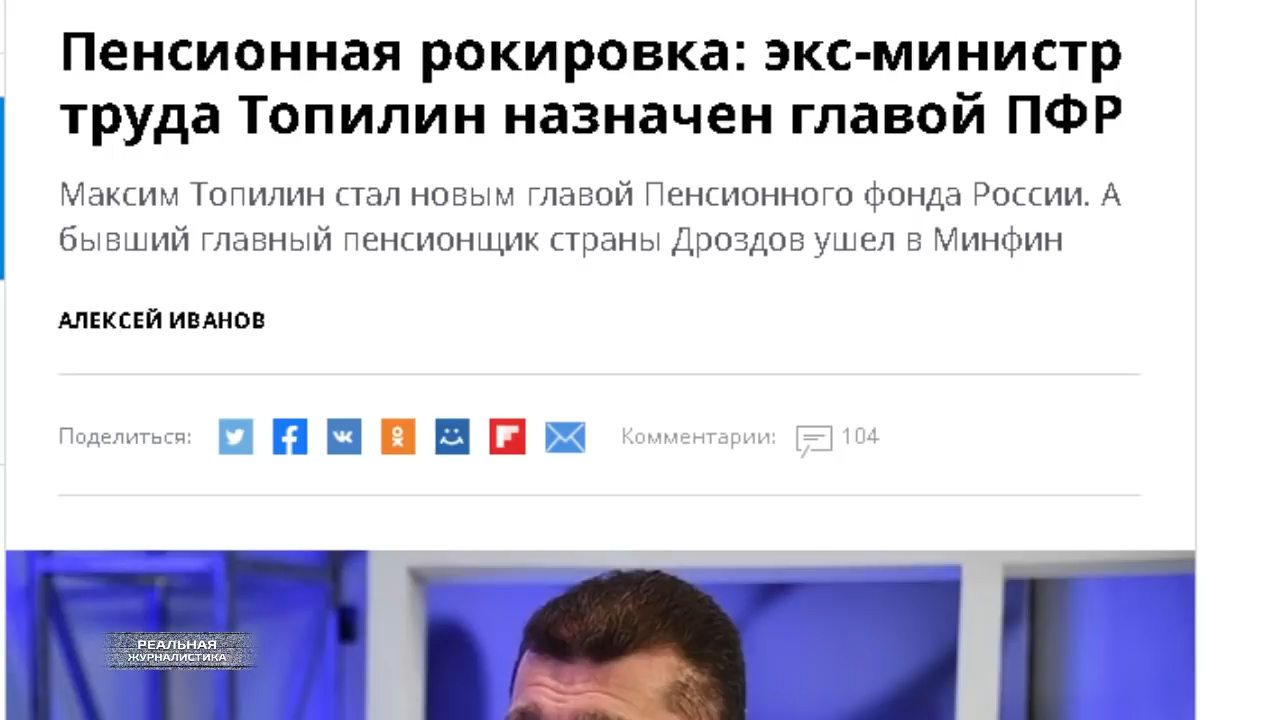 Пенсионная рокировка: экс-министр
труда Топилин назначен главой ПФР
Максим Топилин стал новым главой Пенсионного фонда России. А
бывший главный пенсионщик страны Дроздов ушел в Минфин
АЛЕКСЕЙ ИВАНОВ
Поделиться: Комментарии: 104
РЕАЛЬНАЯ
ЖУРНАЛИСТИКА